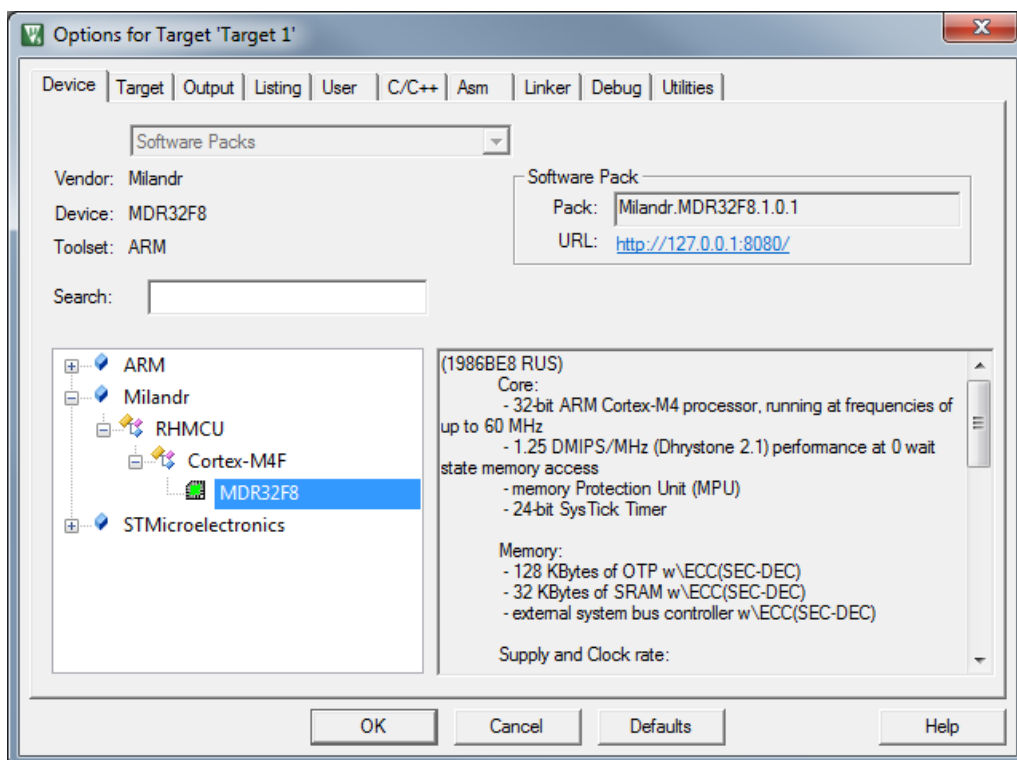 Options for Target 'Target 1'
Device Target Output Listing User C/C++ Asm Linker Debug Utilities
Software Packs
Vendor: Milandr
Device: MDR32F8
Toolset: ARM
Software Pack
Pack: Milandr.MDR32F8.1.0.1
URL: http://127.0.0.1:8080/
Search:
ARM
Milandr
RHMCU
Cortex-M4F
MDR32F8
STMicroelectronics
(1986BE8 RUS)
Core:
- 32-bit ARM Cortex-M4 processor, running at frequencies of
up to 60 MHz
- 1.25 DMIPS/MHz (Dhrystone 2.1) performance at 0 wait
state memory access
- memory Protection Unit (MPU)
- 24-bit SysTick Timer
Memory:
- 128 KBytes of OTP w\ECC(SEC-DEC)
- 32 KBytes of SRAM w\ECC(SEC-DEC)
- external system bus controller w\ECC(SEC-DEC)
Supply and Clock rate:
OK Cancel Defaults Help